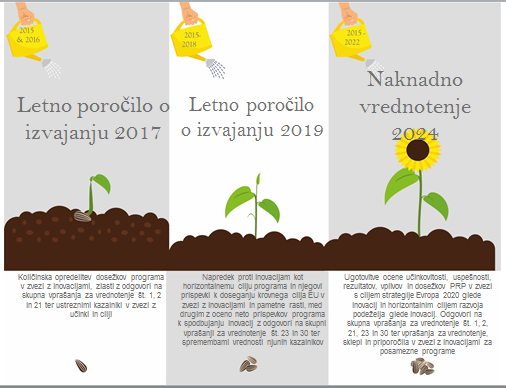 2015
& 2016
Letno poročilo o
izvajanju 2017
Količinska opredelitev dosežkov programa
v zvezi z inovacijami, zlasti z odgovori na
skupna vprašanja za vrednotenje št. 1, 2
in 21 ter ustreznimi kazalniki v zvezi z
učinki in cilji
2015-
2018
Letno poročilo
o izvajanju 2019
Napredek proti inovacijam kot
horizontalnemu cilju programa in njegovi
prispevki k doseganju krovnega cilja EU v
zvezi z inovacijami in pametne rasti, med
drugim z oceno neto prispevkov programa
k spodbujanju inovacij z odgovori na skupni
vprašanji za vrednotenje št. 23 in 30 ter
spremembami vrednosti njunih kazalnikov
2015 -
2022
Naknadno
vrednotenje
2024
Ugotovitve ocene učinkovitosti, uspešnosti,
rezultatov, vplivov in dosežkov PRP v zvezi
s ciljem strategije Evropa 2020 glede
inovacij in horizontalnim ciljem razvoja
podeželja glede inovacij. Odgovori na
skupna vprašanja za vrednotenje št. 1, 2,
21, 23 in 30 ter vprašanja za vrednotenje,
sklepi in priporočila v zvezi z inovacijami za
posamezne programe